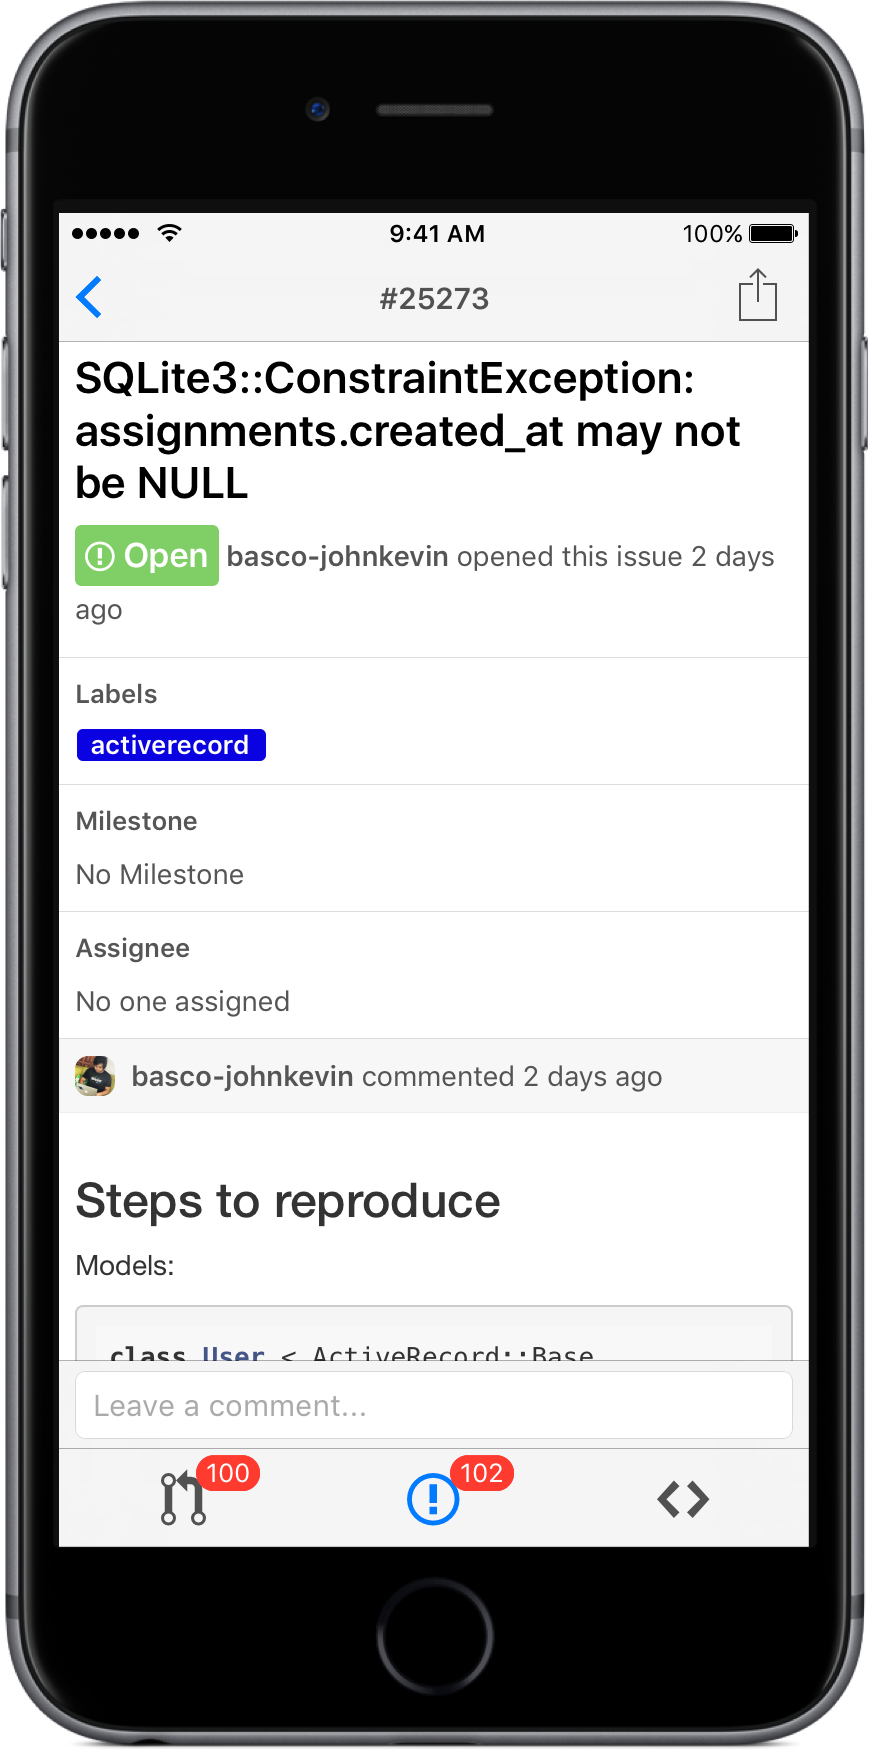 9:41 AM
100%
#25273
SQLite3::ConstraintException:
assignments.created_at may not
be NULL
Open basco-johnkevin opened this issue 2 days
ago
Labels
activerecord
Milestone
No Milestone
Assignee
No one assigned
basco-johnkevin commented 2 days ago
Steps to reproduce
Models:
class User < ActiveRecord::Base
Leave a comment...
100
102